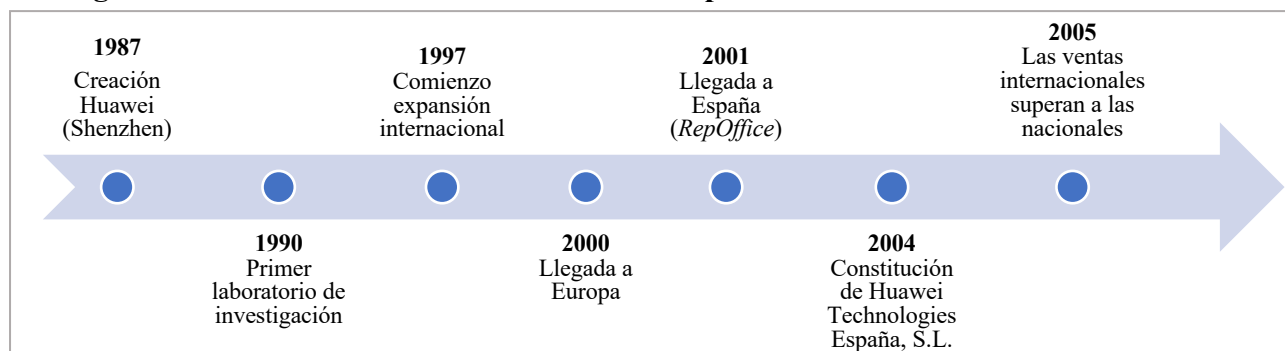 1987
Creación
Huawei
(Shenzhen)
1990
Primer
laboratorio de
investigación
1997
Comienzo
expansión
internacional
2000
Llegada a
Europa
2001
Llegada a
España
(RepOffice)
2004
Constitución
de Huawei
Technologies
España, S.L.
2005
Las ventas
internacionales
superan a las
nacionales